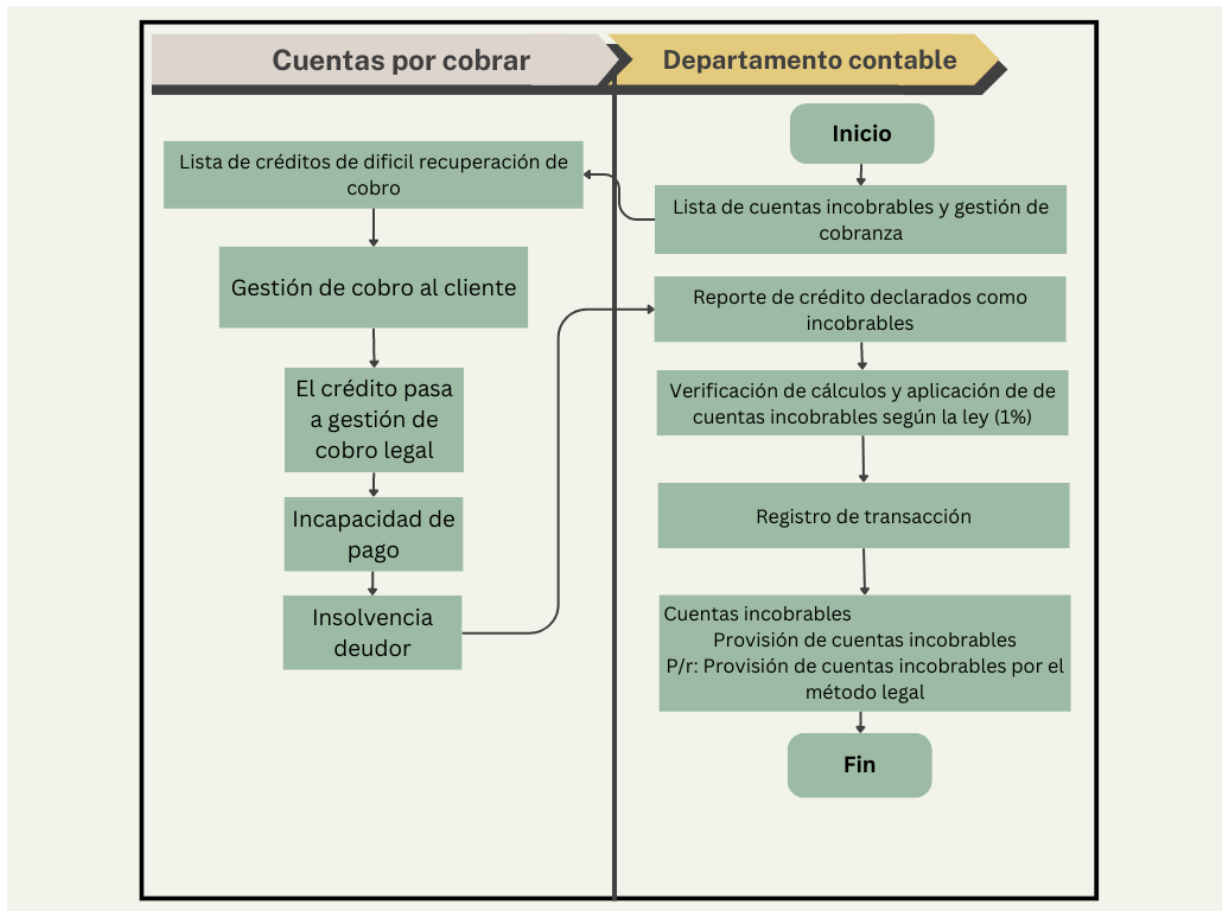 Cuentas por cobrar
Departamento contable
Inicio
Lista de cuentas incobrables y gestión de
cobranza
Lista de créditos de dificil recuperación de
cobro
Gestión de cobro al cliente
El crédito pasa
a gestión de
cobro legal
Incapacidad de
pago
Insolvencia
deudor
Reporte de crédito declarados como
incobrables
Verificación de cálculos y aplicación de de
cuentas incobrables según la ley (1%)
Registro de transacción
Cuentas incobrables
Provisión de cuentas incobrables
P/r: Provisión de cuentas incobrables por el
método legal
Fin